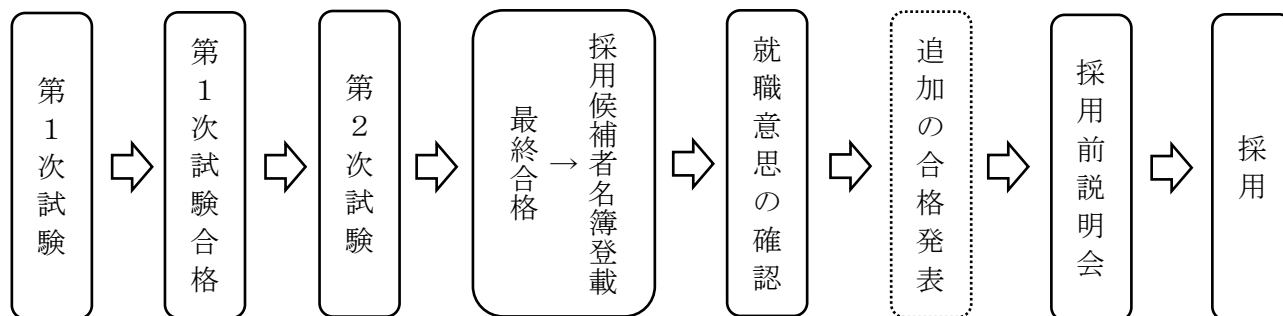 第１次試験
第１次試験合格
第２次試験
最終合格
→
採用候補者名簿登載
就職意思の確認
追加の合格発表
採用前説明会
採用